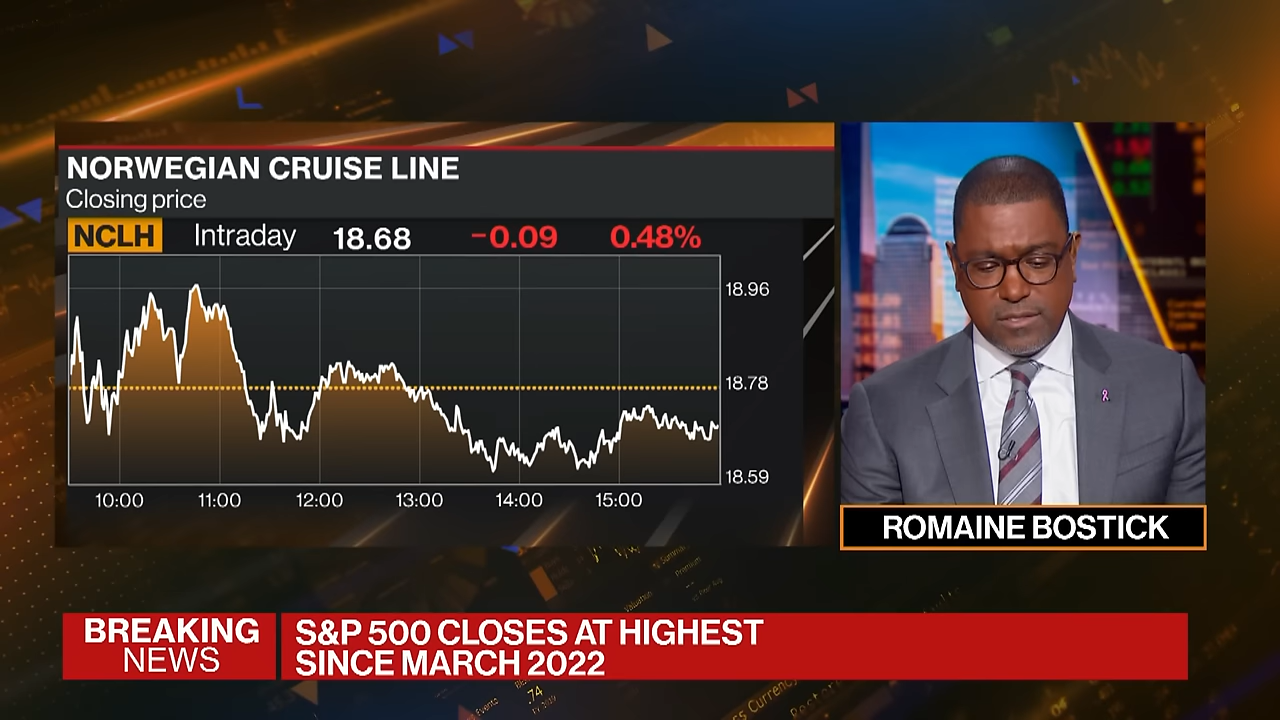 NORWEGIAN CRUISE LINE
Closing price
NCLH Intraday 18.68 −0.09 0.48%
18.96
18.78
18.59
10:00 11:00 12:00 13:00 14:00 15:00
ROMAINE BOSTICK
BREAKING
NEWS
S&P 500 CLOSES AT HIGHEST
SINCE MARCH 2022